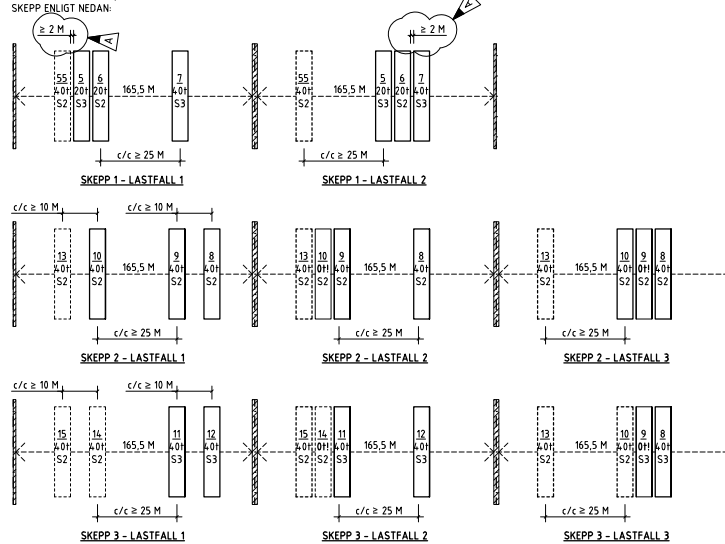 SKEPP ENLIGT NEDAN:
≥ 2 M
A
55
40t
S2
5
20t
S3
6
20t
S2
165,5 M
7
40t
S3
c/c ≥ 25 M
SKEPP 1 - LASTFALL 1
≥ 2 M
A
55
40t
S2
165,5 M
5
20t
S3
6
20t
S2
7
40t
S3
c/c ≥ 25 M
SKEPP 1 - LASTFALL 2
c/c ≥ 10 M
c/c ≥ 10 M
13
40t
S2
10
40t
S2
165,5 M
9
40t
S2
8
40t
S2
c/c ≥ 25 M
SKEPP 2 - LASTFALL 1
13
40t
S2
10
0t!
S2
9
40t
S2
165,5 M
8
40t
S2
c/c ≥ 25 M
SKEPP 2 - LASTFALL 2
13
40t
S2
165,5 M
10
40t
S2
9
0t!
S2
8
40t
S2
c/c ≥ 25 M
SKEPP 2 - LASTFALL 3
c/c ≥ 10 M
c/c ≥ 10 M
15
40t
S2
14
40t
S2
165,5 M
11
40t
S3
12
40t
S3
c/c ≥ 25 M
SKEPP 3 - LASTFALL 1
15
40t
S2
14
0t!
S2
11
40t
S3
165,5 M
12
40t
S3
c/c ≥ 25 M
SKEPP 3 - LASTFALL 2
13
40t
S2
165,5 M
10
40t
S2
9
0t!
S3
8
40t
S3
c/c ≥ 25 M
SKEPP 3 - LASTFALL 3